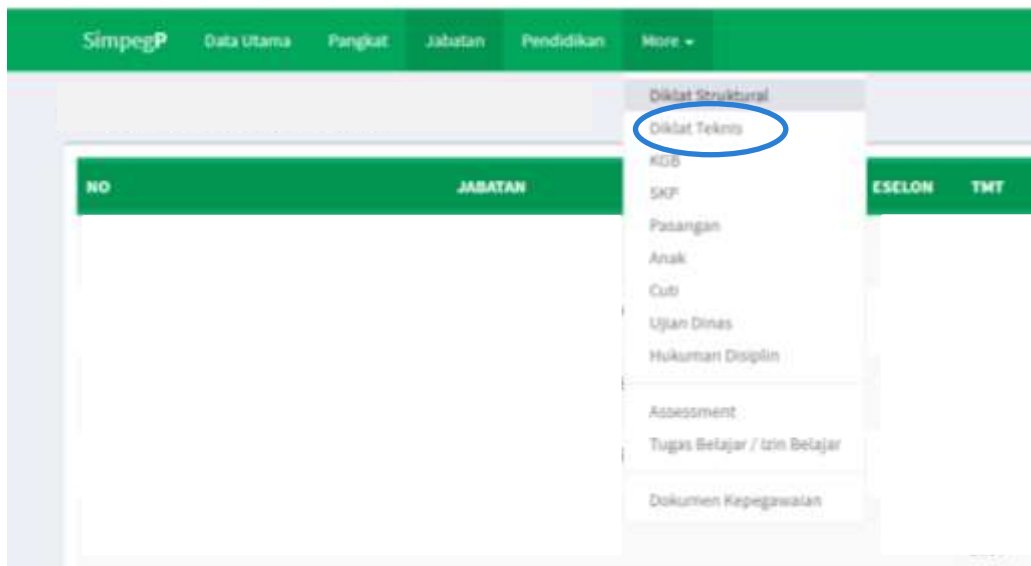 SimpegP Data Utama Pangkat Jabatan Pendidikan More
Diklat Struktural
Diklat Teknis
KGB
NO JABATAN ESELON TMT
SKP
Pasangan
Anak
Cuti
Ujian Dinas
Hukuman Disiplin
Assessment
Tugas Belajar / Izin Belajar
Dokumen Kepegawaian